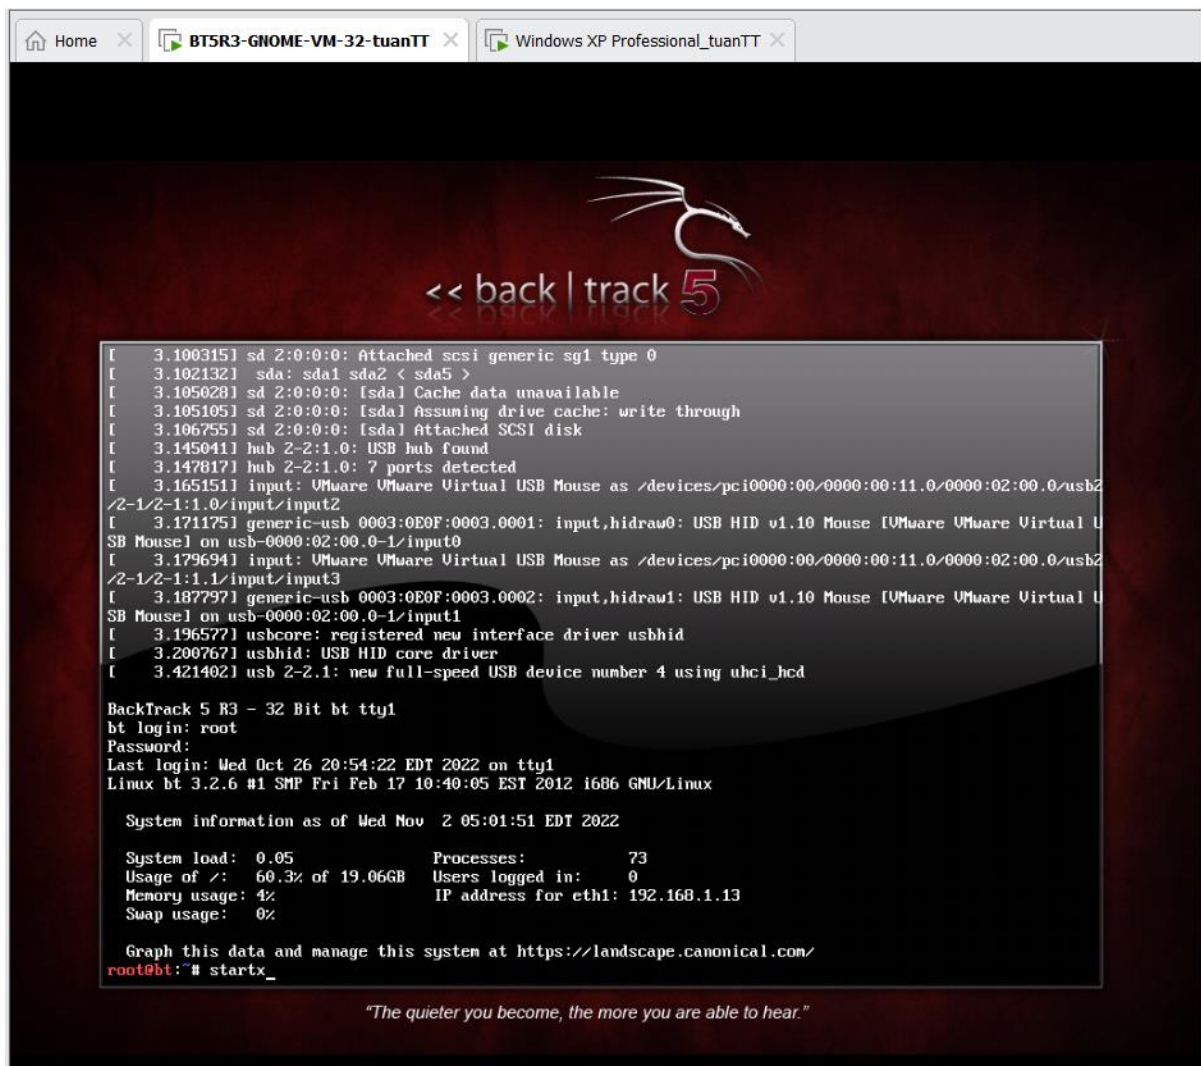 Home
BT5R3-GNOME-VM-32-tuanTT
Windows XP Professional_tuanTT
<< back | track 5
[    3.100315] sd 2:0:0:0: Attached scsi generic sg1 type 0
[    3.102132]  sda: sda1 sda2 < sda5 >
[    3.105028] sd 2:0:0:0: [sda] Cache data unavailable
[    3.105105] sd 2:0:0:0: [sda] Assuming drive cache: write through
[    3.106755] sd 2:0:0:0: [sda] Attached SCSI disk
[    3.145041] hub 2-2:1.0: USB hub found
[    3.147817] hub 2-2:1.0: 7 ports detected
[    3.165151] input: VMware VMware Virtual USB Mouse as /devices/pci0000:00/0000:00:11.0/0000:02:00.0/usb2
/2-1/2-1:1.0/input/input2
[    3.171175] generic-usb 0003:0E0F:0003.0001: input,hidraw0: USB HID v1.10 Mouse [VMware VMware Virtual U
SB Mouse] on usb-0000:02:00.0-1/input0
[    3.179694] input: VMware VMware Virtual USB Mouse as /devices/pci0000:00/0000:00:11.0/0000:02:00.0/usb2
/2-1/2-1:1.1/input/input3
[    3.187797] generic-usb 0003:0E0F:0003.0002: input,hidraw1: USB HID v1.10 Mouse [VMware VMware Virtual U
SB Mouse] on usb-0000:02:00.0-1/input1
[    3.196577] usbcore: registered new interface driver usbhid
[    3.200767] usbhid: USB HID core driver
[    3.421402] usb 2-2.1: new full-speed USB device number 4 using uhci_hcd
BackTrack 5 R3 - 32 Bit bt tty1
bt login: root
Password:
Last login: Wed Oct 26 20:54:22 EDT 2022 on tty1
Linux bt 3.2.6 #1 SMP Fri Feb 17 10:40:05 EST 2012 i686 GNU/Linux
System information as of Wed Nov  2 05:01:51 EDT 2022
System load:  0.05                Processes:           73
Usage of /:   60.3% of 19.06GB   Users logged in:     0
Memory usage: 4%                 IP address for eth1: 192.168.1.13
Swap usage:   0%
Graph this data and manage this system at https://landscape.canonical.com/
root@bt:~# startx_
“The quieter you become, the more you are able to hear.”